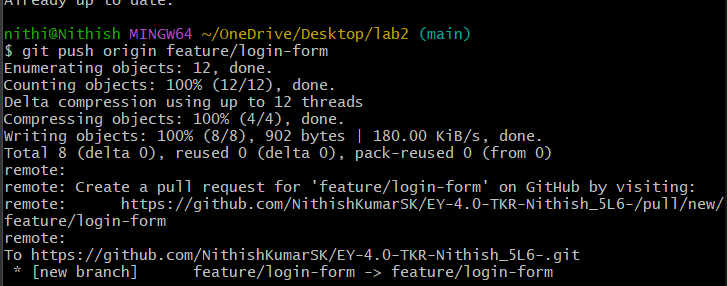 Already up to date.
nithi@Nithish MINGW64 ~/OneDrive/Desktop/lab2 (main)
$ git push origin feature/login-form
Enumerating objects: 12, done.
Counting objects: 100% (12/12), done.
Delta compression using up to 12 threads
Compressing objects: 100% (4/4), done.
Writing objects: 100% (8/8), 902 bytes | 180.00 KiB/s, done.
Total 8 (delta 0), reused 0 (delta 0), pack-reused 0 (from 0)
remote:
remote: Create a pull request for 'feature/login-form' on GitHub by visiting:
remote:      https://github.com/NithishKumarSK/EY-4.0-TKR-Nithish_5L6-/pull/new/
feature/login-form
remote:
To https://github.com/NithishKumarSK/EY-4.0-TKR-Nithish_5L6-.git
 * [new branch]      feature/login-form -> feature/login-form